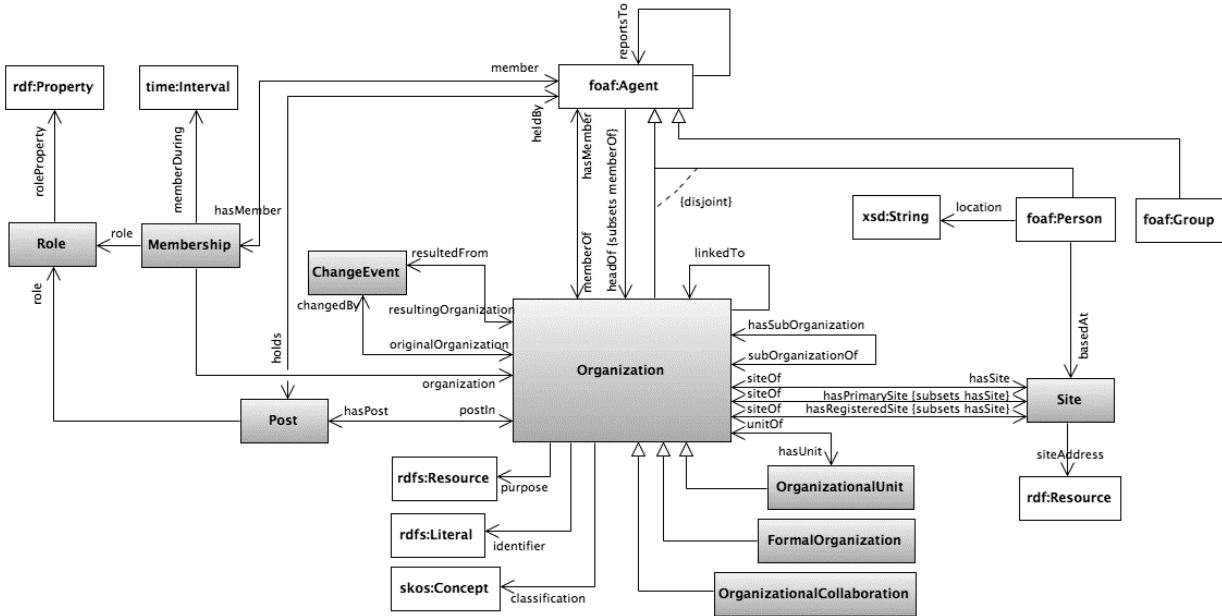 reportsTo
member
foaf:Agent
rdf:Property
time:Interval
heldBy
hasMember
headOf {subsets memberOf}
memberOf
roleProperty
memberDuring
hasMember
{disjoint}
xsd:String
location
foaf:Person
foaf:Group
Role
role
Membership
role
ChangeEvent
resultedFrom
changedBy
resultingOrganization
originalOrganization
linkedTo
hasSubOrganization
subOrganizationOf
basedAt
holds
Organization
organization
siteOf
hasSite
siteOf
hasPrimarySite {subsets hasSite}
siteOf
hasRegisteredSite {subsets hasSite}
Site
Post
hasPost
postIn
unitOf
hasUnit
siteAddress
rdfs:Resource
purpose
OrganizationalUnit
rdf:Resource
rdfs:Literal
identifier
FormalOrganization
skos:Concept
classification
OrganizationalCollaboration